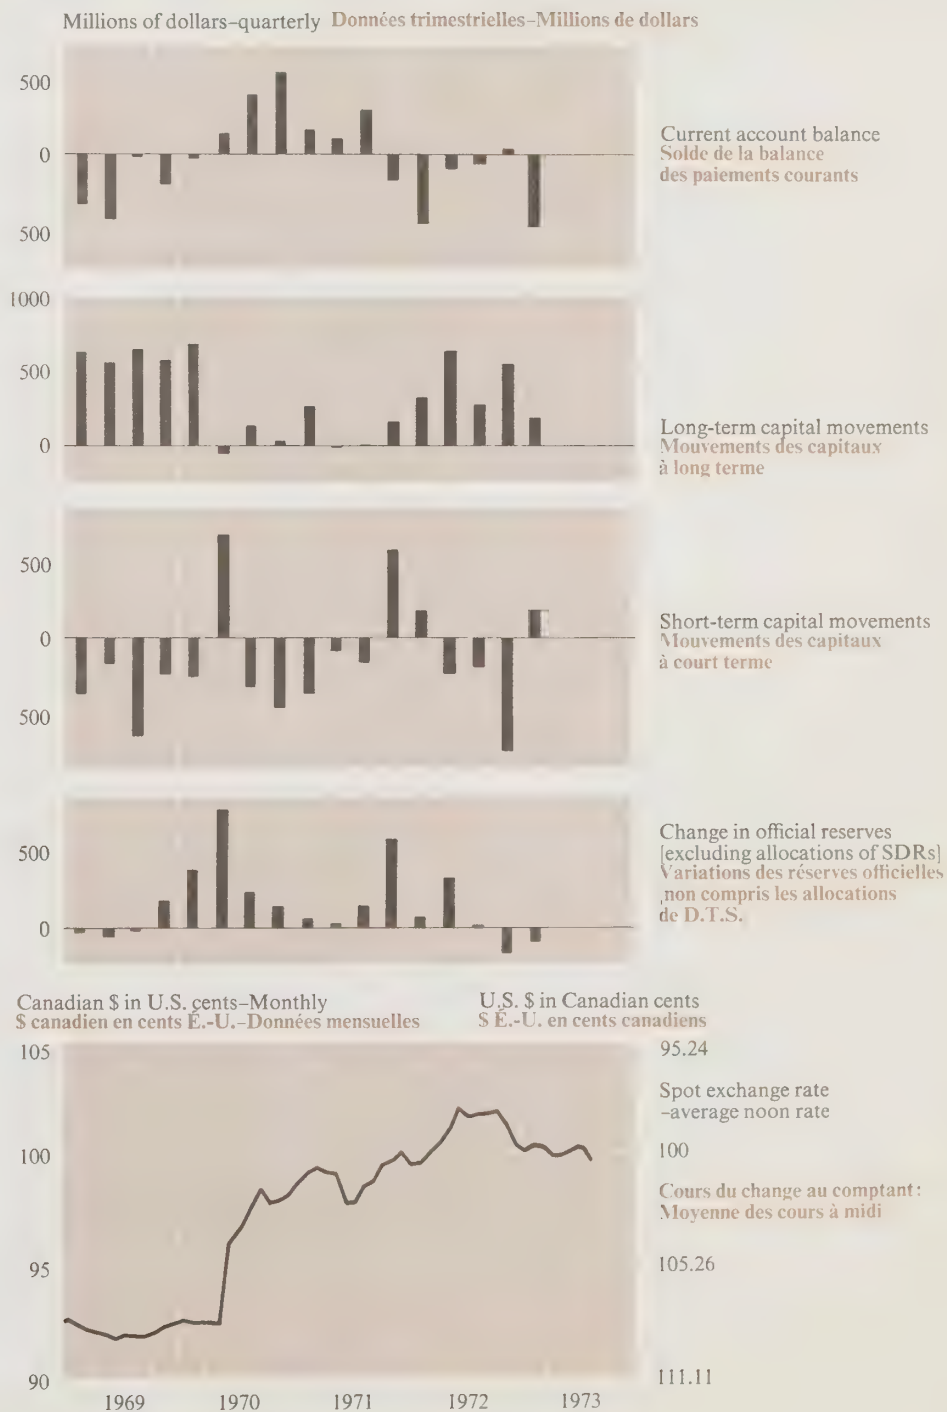 Millions of dollars–quarterly Données trimestrielles–Millions de dollars
500
0
500
Current account balance
Solde de la balance
des paiements courants
1000
500
0
Long-term capital movements
Mouvements des capitaux
à long terme
500
0
500
Short-term capital movements
Mouvements des capitaux
à court terme
500
0
Change in official reserves
[excluding allocations of SDRs]
Variations des réserves officielles
non compris les allocations
de D.T.S.
Canadian $ in U.S. cents–Monthly
$ canadien en cents É.-U.–Données mensuelles
U.S. $ in Canadian cents
$ É.-U. en cents canadiens
105
100
95
90
95.24
Spot exchange rate
–average noon rate
100
Cours du change au comptant :
Moyenne des cours à midi
105.26
111.11
1969 1970 1971 1972 1973